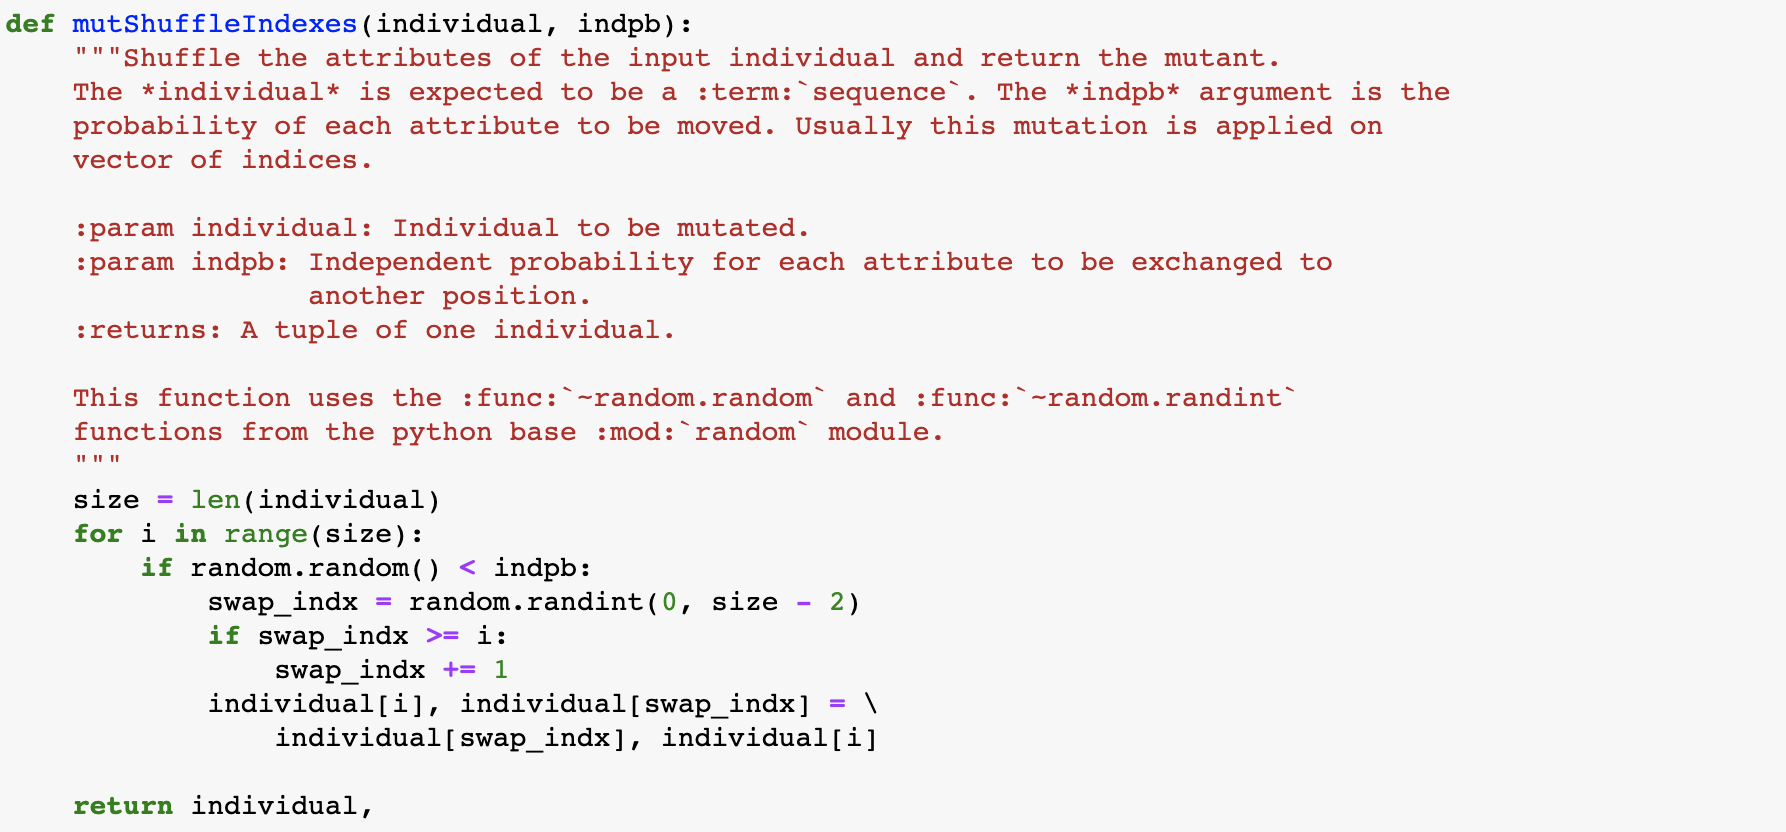 def mutShuffleIndexes(individual, indpb):
    """Shuffle the attributes of the input individual and return the mutant.
    The *individual* is expected to be a :term:`sequence`. The *indpb* argument is the
    probability of each attribute to be moved. Usually this mutation is applied on
    vector of indices.

    :param individual: Individual to be mutated.
    :param indpb: Independent probability for each attribute to be exchanged to
                  another position.
    :returns: A tuple of one individual.

    This function uses the :func:`~random.random` and :func:`~random.randint`
    functions from the python base :mod:`random` module.
    """
    size = len(individual)
    for i in range(size):
        if random.random() < indpb:
            swap_indx = random.randint(0, size - 2)
            if swap_indx >= i:
                swap_indx += 1
            individual[i], individual[swap_indx] = \
                individual[swap_indx], individual[i]

    return individual,